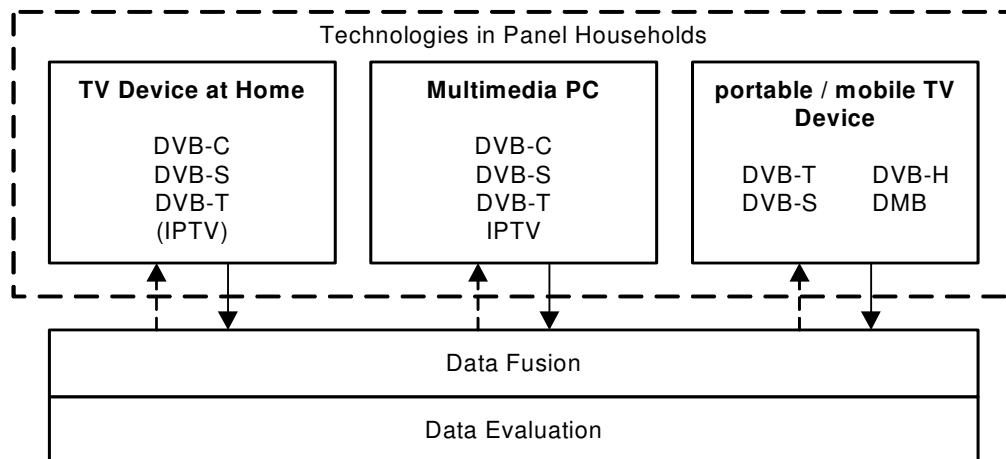 Technologies in Panel Households
TV Device at Home
DVB-C
DVB-S
DVB-T
(IPTV)
Multimedia PC
DVB-C
DVB-S
DVB-T
IPTV
portable / mobile TV
Device
DVB-T DVB-H
DVB-S DMB
Data Fusion
Data Evaluation